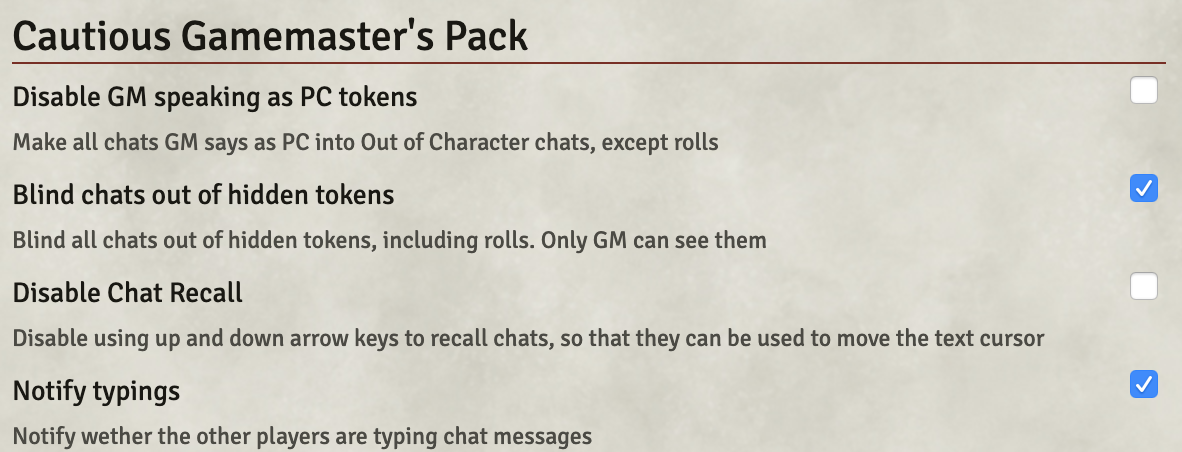 Cautious Gamemaster's Pack
Disable GM speaking as PC tokens
Make all chats GM says as PC into Out of Character chats, except rolls
Blind chats out of hidden tokens
Blind all chats out of hidden tokens, including rolls. Only GM can see them
Disable Chat Recall
Disable using up and down arrow keys to recall chats, so that they can be used to move the text cursor
Notify typings
Notify wether the other players are typing chat messages